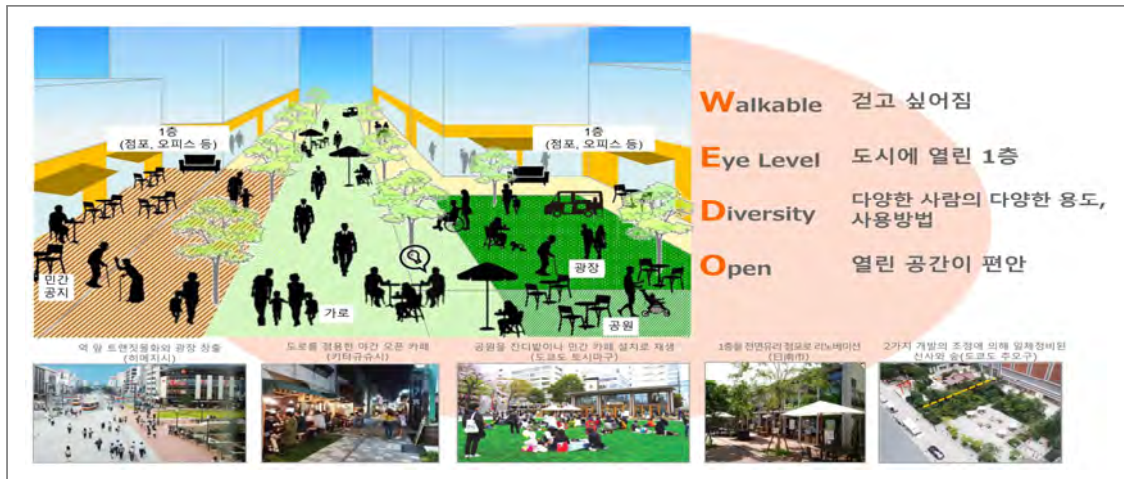 1층
(점포, 오피스 등)
1층
(점포, 오피스 등)
민간
공지
가로
광장
공원
Walkable 걷고 싶어짐
Eye Level 도시에 열린 1층
Diversity 다양한 사람의 다양한 용도,
사용방법
Open 열린 공간이 편안
역 앞 트랜짓몰화와 광장 창출
(히메지시)
도로를 점용한 야간 오픈 카페
(키타큐슈시)
공원을 잔디밭이나 민간 카페 설치로 재생
(도쿄도 토시마구)
1층을 전면유리 점포로 리노베이션
(日南市)
2가지 개발의 조정에 의해 일체정비된
신사와 숲(도쿄도 주오구)